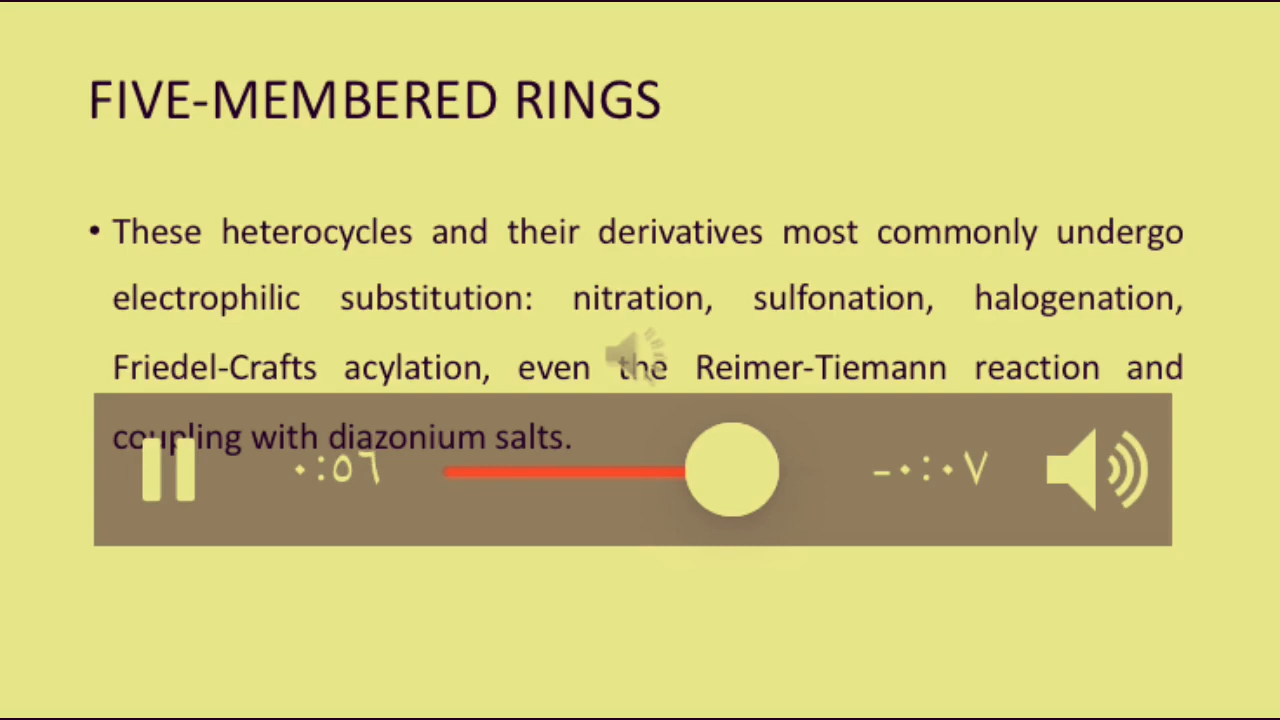 FIVE-MEMBERED RINGS
• These heterocycles and their derivatives most commonly undergo
electrophilic substitution: nitration, sulfonation, halogenation,
Friedel-Crafts acylation, even the Reimer-Tiemann reaction and
coupling with diazonium salts.
٠:٥٦ -٠:٠٧